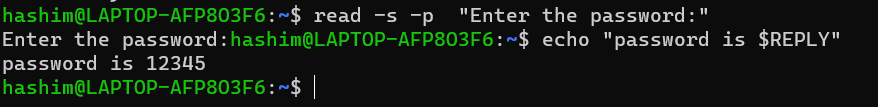 hashim@LAPTOP-AFP8O3F6:~$ read -s -p  "Enter the password:"
Enter the password:hashim@LAPTOP-AFP8O3F6:~$ echo "password is $REPLY"
password is 12345
hashim@LAPTOP-AFP8O3F6:~$